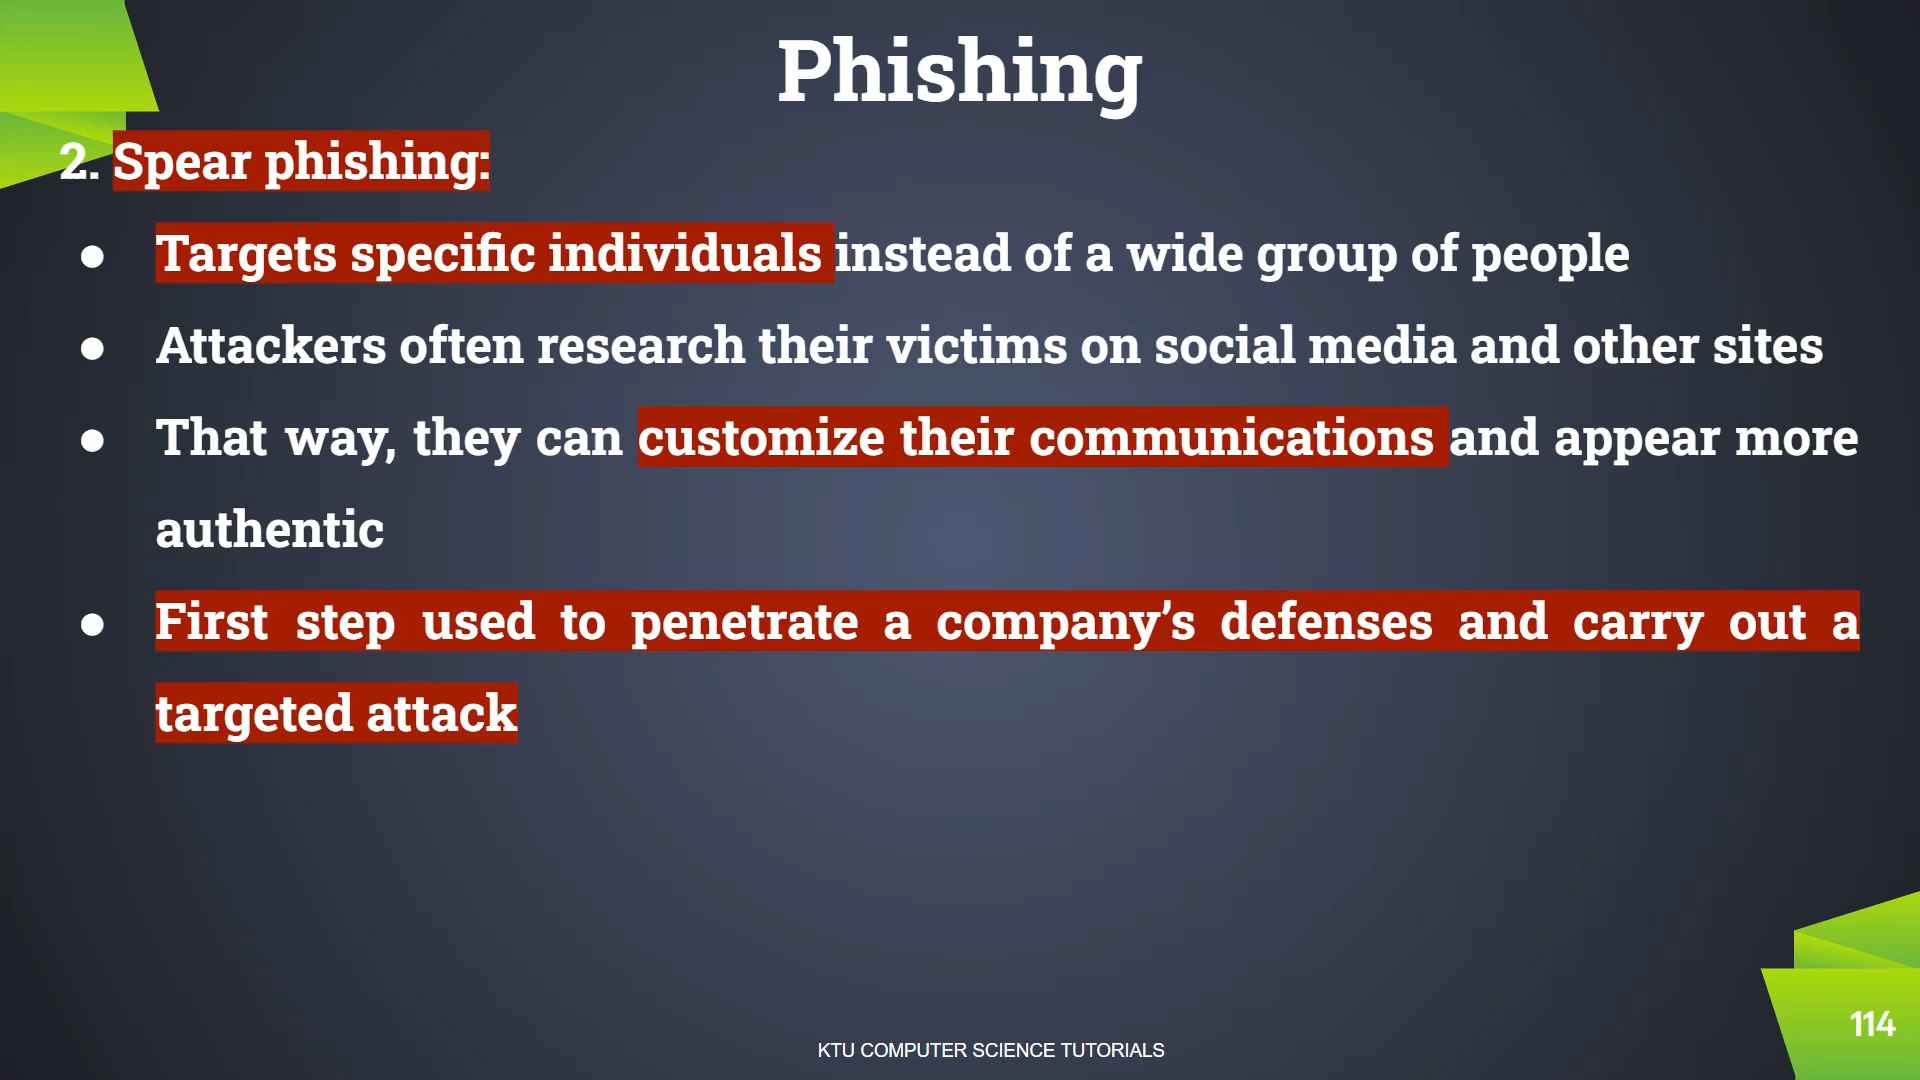 Phishing
2. Spear phishing:
● Targets specific individuals instead of a wide group of people
● Attackers often research their victims on social media and other sites
● That way, they can customize their communications and appear more
authentic
● First step used to penetrate a company’s defenses and carry out a
targeted attack
KTU COMPUTER SCIENCE TUTORIALS
114